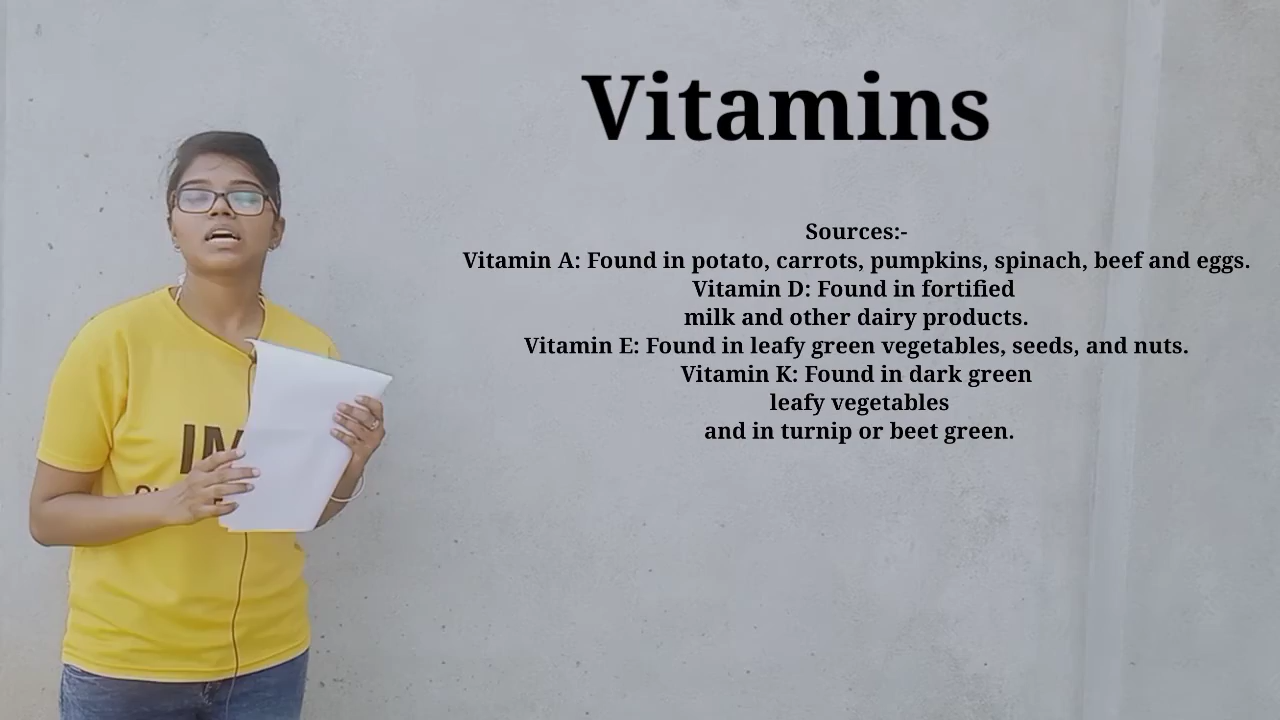 Vitamins
Sources:-
Vitamin A: Found in potato, carrots, pumpkins, spinach, beef and eggs.
Vitamin D: Found in fortified
milk and other dairy products.
Vitamin E: Found in leafy green vegetables, seeds, and nuts.
Vitamin K: Found in dark green
leafy vegetables
and in turnip or beet green.